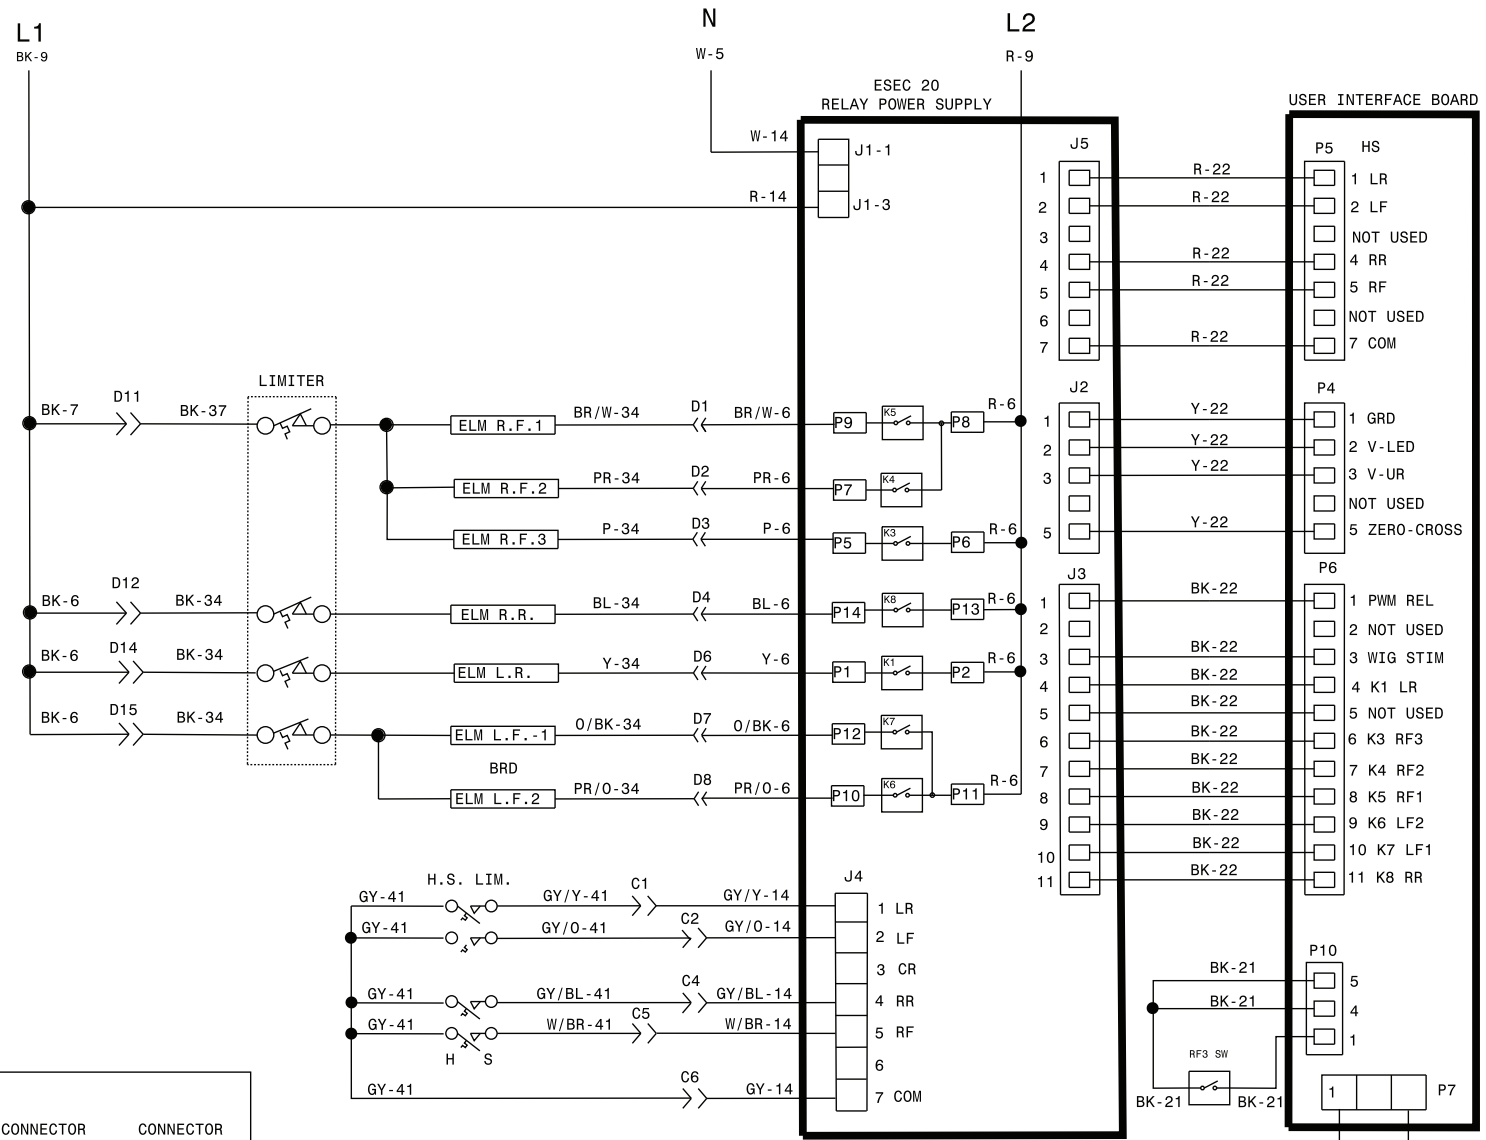 L1
BK-9
N
W-5
L2
R-9
ESEC 20
RELAY POWER SUPPLY
USER INTERFACE BOARD
W-14
J1-1
R-14
J1-3
J5
1
2
3
4
5
6
7
R-22
R-22
R-22
R-22
R-22
P5 HS
1 LR
2 LF
NOT USED
4 RR
5 RF
NOT USED
7 COM
LIMITER
BK-7
D11
BK-37
ELM R.F.1
BR/W-34
D1
BR/W-6
P9
K5
P8
R-6
ELM R.F.2
PR-34
D2
PR-6
P7
K4
ELM R.F.3
P-34
D3
P-6
P5
K3
P6
R-6
BK-6
D12
BK-34
ELM R.R.
BL-34
D4
BL-6
P14
K8
P13
R-6
BK-6
D14
BK-34
ELM L.R.
Y-34
D6
Y-6
P1
K1
P2
R-6
BK-6
D15
BK-34
ELM L.F.-1
O/BK-34
D7
O/BK-6
P12
K7
BRD
ELM L.F.2
PR/O-34
D8
PR/O-6
P10
K6
P11
R-6
J2
1
2
3
5
Y-22
Y-22
Y-22
Y-22
P4
1 GRD
2 V-LED
3 V-UR
NOT USED
5 ZERO-CROSS
J3
1
2
3
4
5
6
7
8
9
10
11
BK-22
BK-22
BK-22
BK-22
BK-22
BK-22
BK-22
BK-22
BK-22
BK-22
P6
1 PWM REL
2 NOT USED
3 WIG STIM
4 K1 LR
5 NOT USED
6 K3 RF3
7 K4 RF2
8 K5 RF1
9 K6 LF2
10 K7 LF1
11 K8 RR
H.S. LIM.
GY-41
GY/Y-41
C1
GY/Y-14
GY-41
GY/O-41
C2
GY/O-14
GY-41
GY/BL-41
C4
GY/BL-14
GY-41
W/BR-41
C5
W/BR-14
H S
GY-41
C6
GY-14
J4
1 LR
2 LF
3 CR
4 RR
5 RF
6
7 COM
P10
BK-21
5
BK-21
4
1
RF3 SW
BK-21
BK-21
1
P7
CONNECTOR CONNECTOR